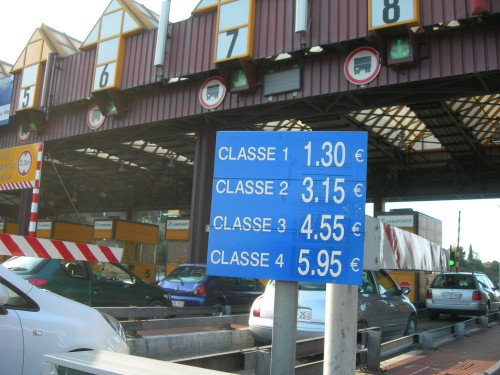 5
6
7
8
CLASSE 1 1.30 €
CLASSE 2 3.15 €
CLASSE 3 4.55 €
CLASSE 4 5.95 €
5